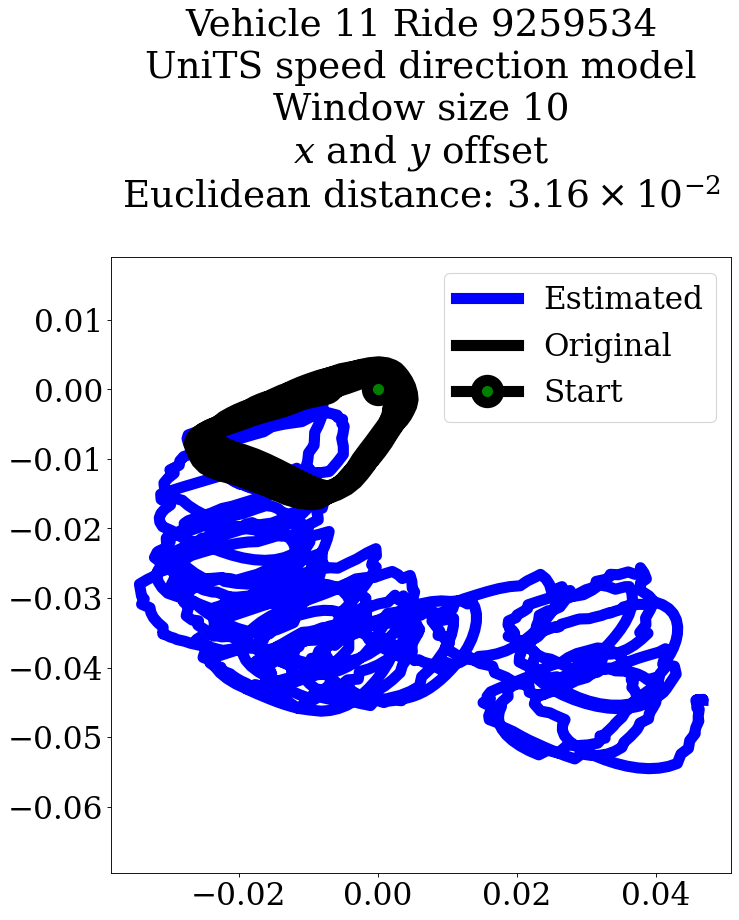 Vehicle 11 Ride 9259534
UniTS speed direction model
Window size 10
x and y offset
Euclidean distance: 3.16 × 10⁻²
Estimated
Original
Start
0.01
0.00
−0.01
−0.02
−0.03
−0.04
−0.05
−0.06
−0.02 0.00 0.02 0.04